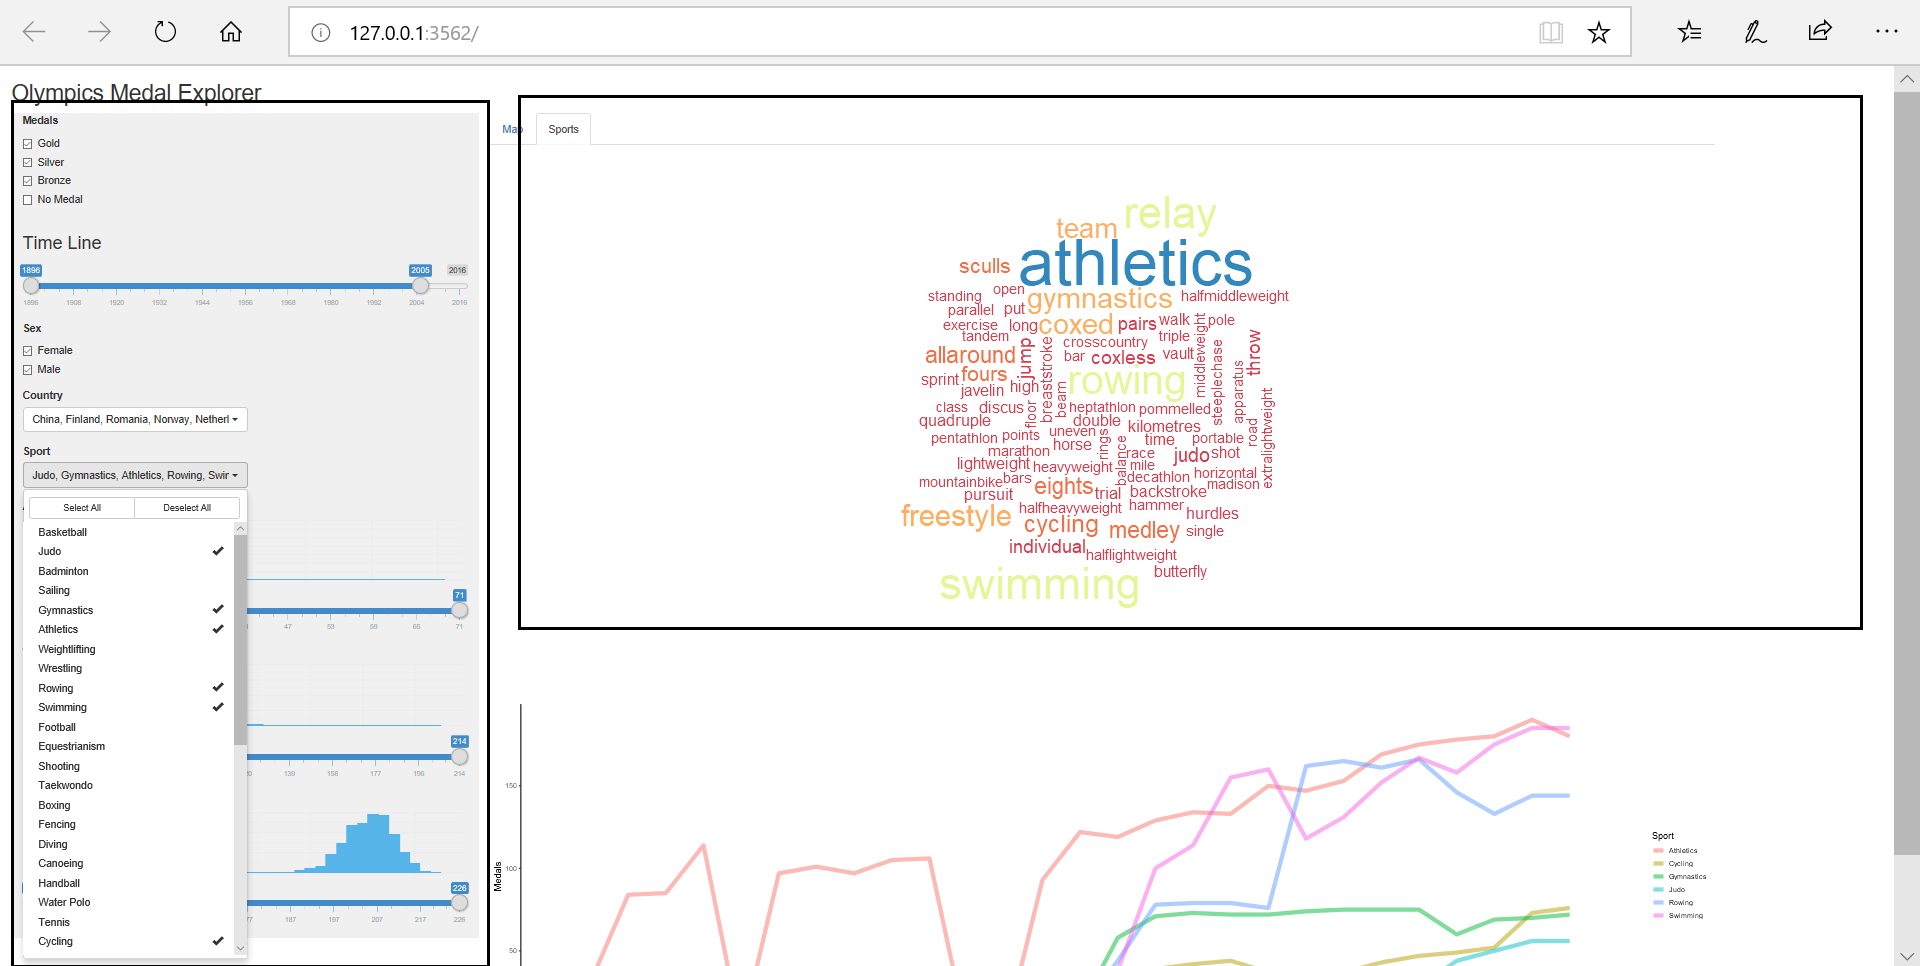 127.0.0.1:3562/
Olympics Medal Explorer
Medals
Gold
Silver
Bronze
No Medal
Time Line
1896 2005 2016
1896 1908 1920 1932 1944 1956 1968 1980 1992 2004 2016
Sex
Female
Male
Country
China, Finland, Romania, Norway, Netherl
Sport
Judo, Gymnastics, Athletics, Rowing, Swir
Select All Deselect All
Basketball
Judo
Badminton
Sailing
Gymnastics
Athletics
Weightlifting
Wrestling
Rowing
Swimming
Football
Equestrianism
Shooting
Taekwondo
Boxing
Fencing
Diving
Canoeing
Handball
Water Polo
Tennis
Cycling
71
47 53 59 65 71
214
139 158 177 196 214
226
187 197 207 217 226
Map Sports
relay
team
athletics
sculls
open
standing
gymnastics
halfmiddleweight
parallel
put
exercise
long
coxed
pairs
walk
pole
tandem
triple
crosscountry
middleweight
steeplechase
throw
allaround
jump
breaststroke
bar
coxless
vault
sprint
fours
javelin
high
beam
rowing
apparatus
extralightweight
class
discus
floor
heptathlon
pommelled
quadruple
double
kilometres
road
pentathlon
points
uneven
time
portable
marathon
horse
rings
balance
race
judo
shot
lightweight
heavyweight
mile
horizontal
mountainbike
bars
decathlon
madison
pursuit
eights
trial
backstroke
freestyle
halfheavyweight
hammer
hurdles
cycling
medley
single
individual
halflightweight
butterfly
swimming
150
100
50
Medals
Sport
Athletics
Cycling
Gymnastics
Judo
Rowing
Swimming